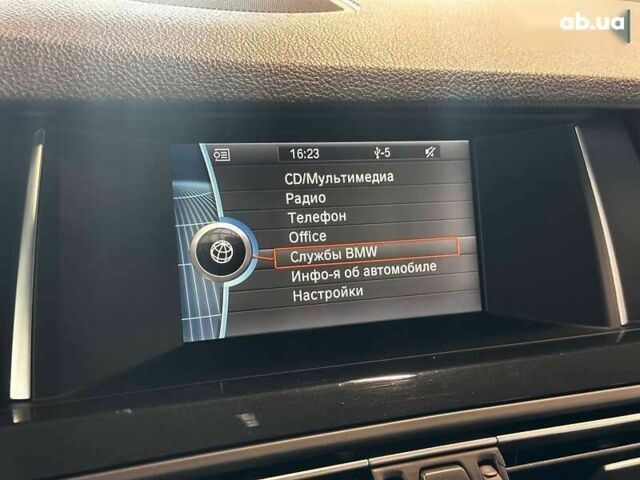 ab.ua
16:23
-5
CD/Мультимедиа
Радио
Телефон
Office
Службы BMW
Инфо-я об автомобиле
Настройки